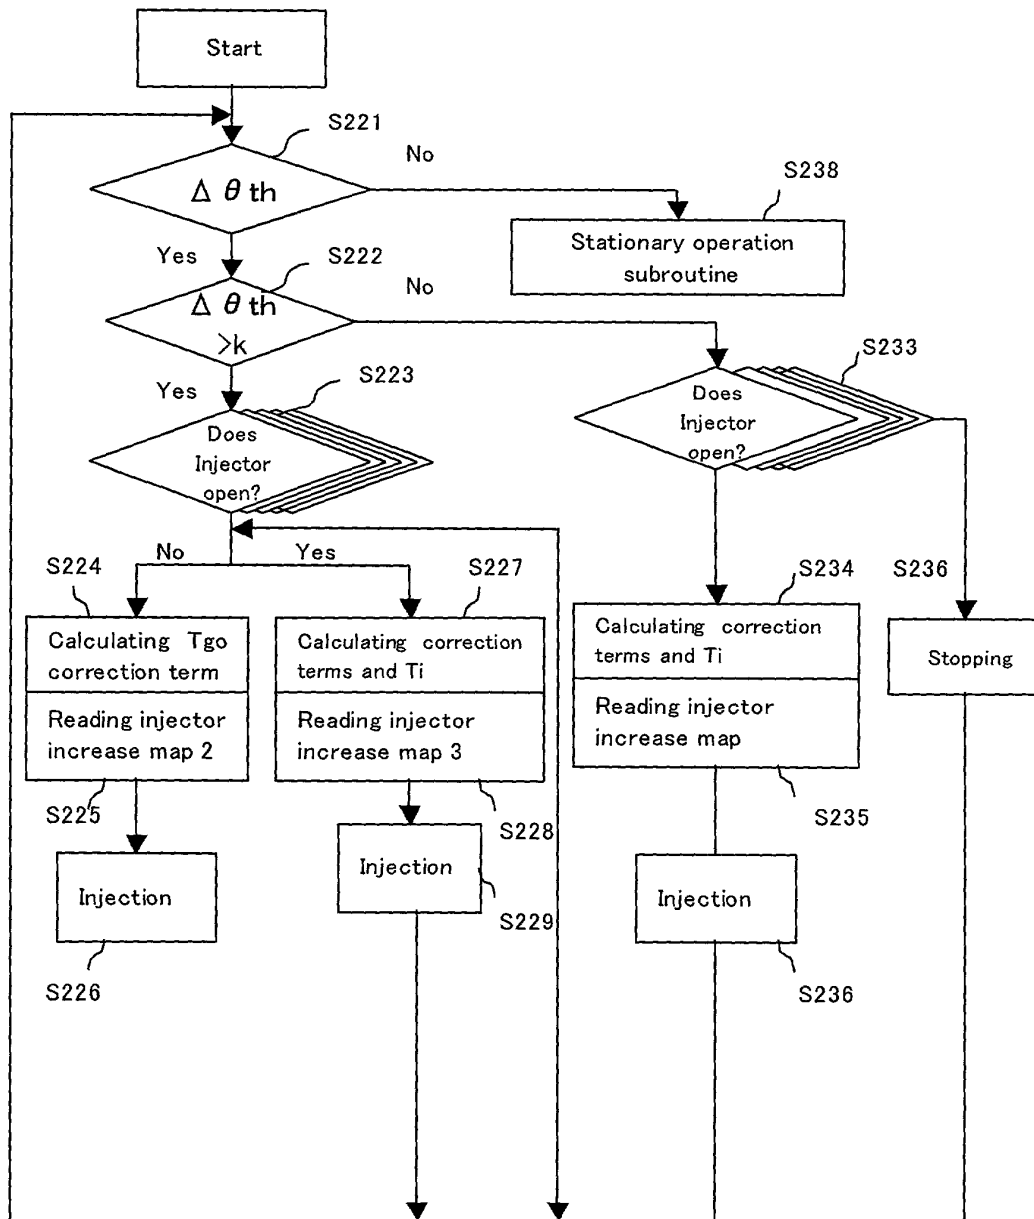 Start
S221
No
Δ θ th
S238
Stationary operation
subroutine
Yes
S222
No
Δ θ th
>k
Yes
S223
S233
Does
Injector
open?
Does
Injector
open?
No
Yes
S224
S227
S234
S236
Calculating Tgo
correction term
Calculating correction
terms and Ti
Calculating correction
terms and Ti
Stopping
Reading injector
increase map 2
Reading injector
increase map 3
Reading injector
increase map
S225
S228
S235
Injection
Injection
Injection
S229
S226
S236